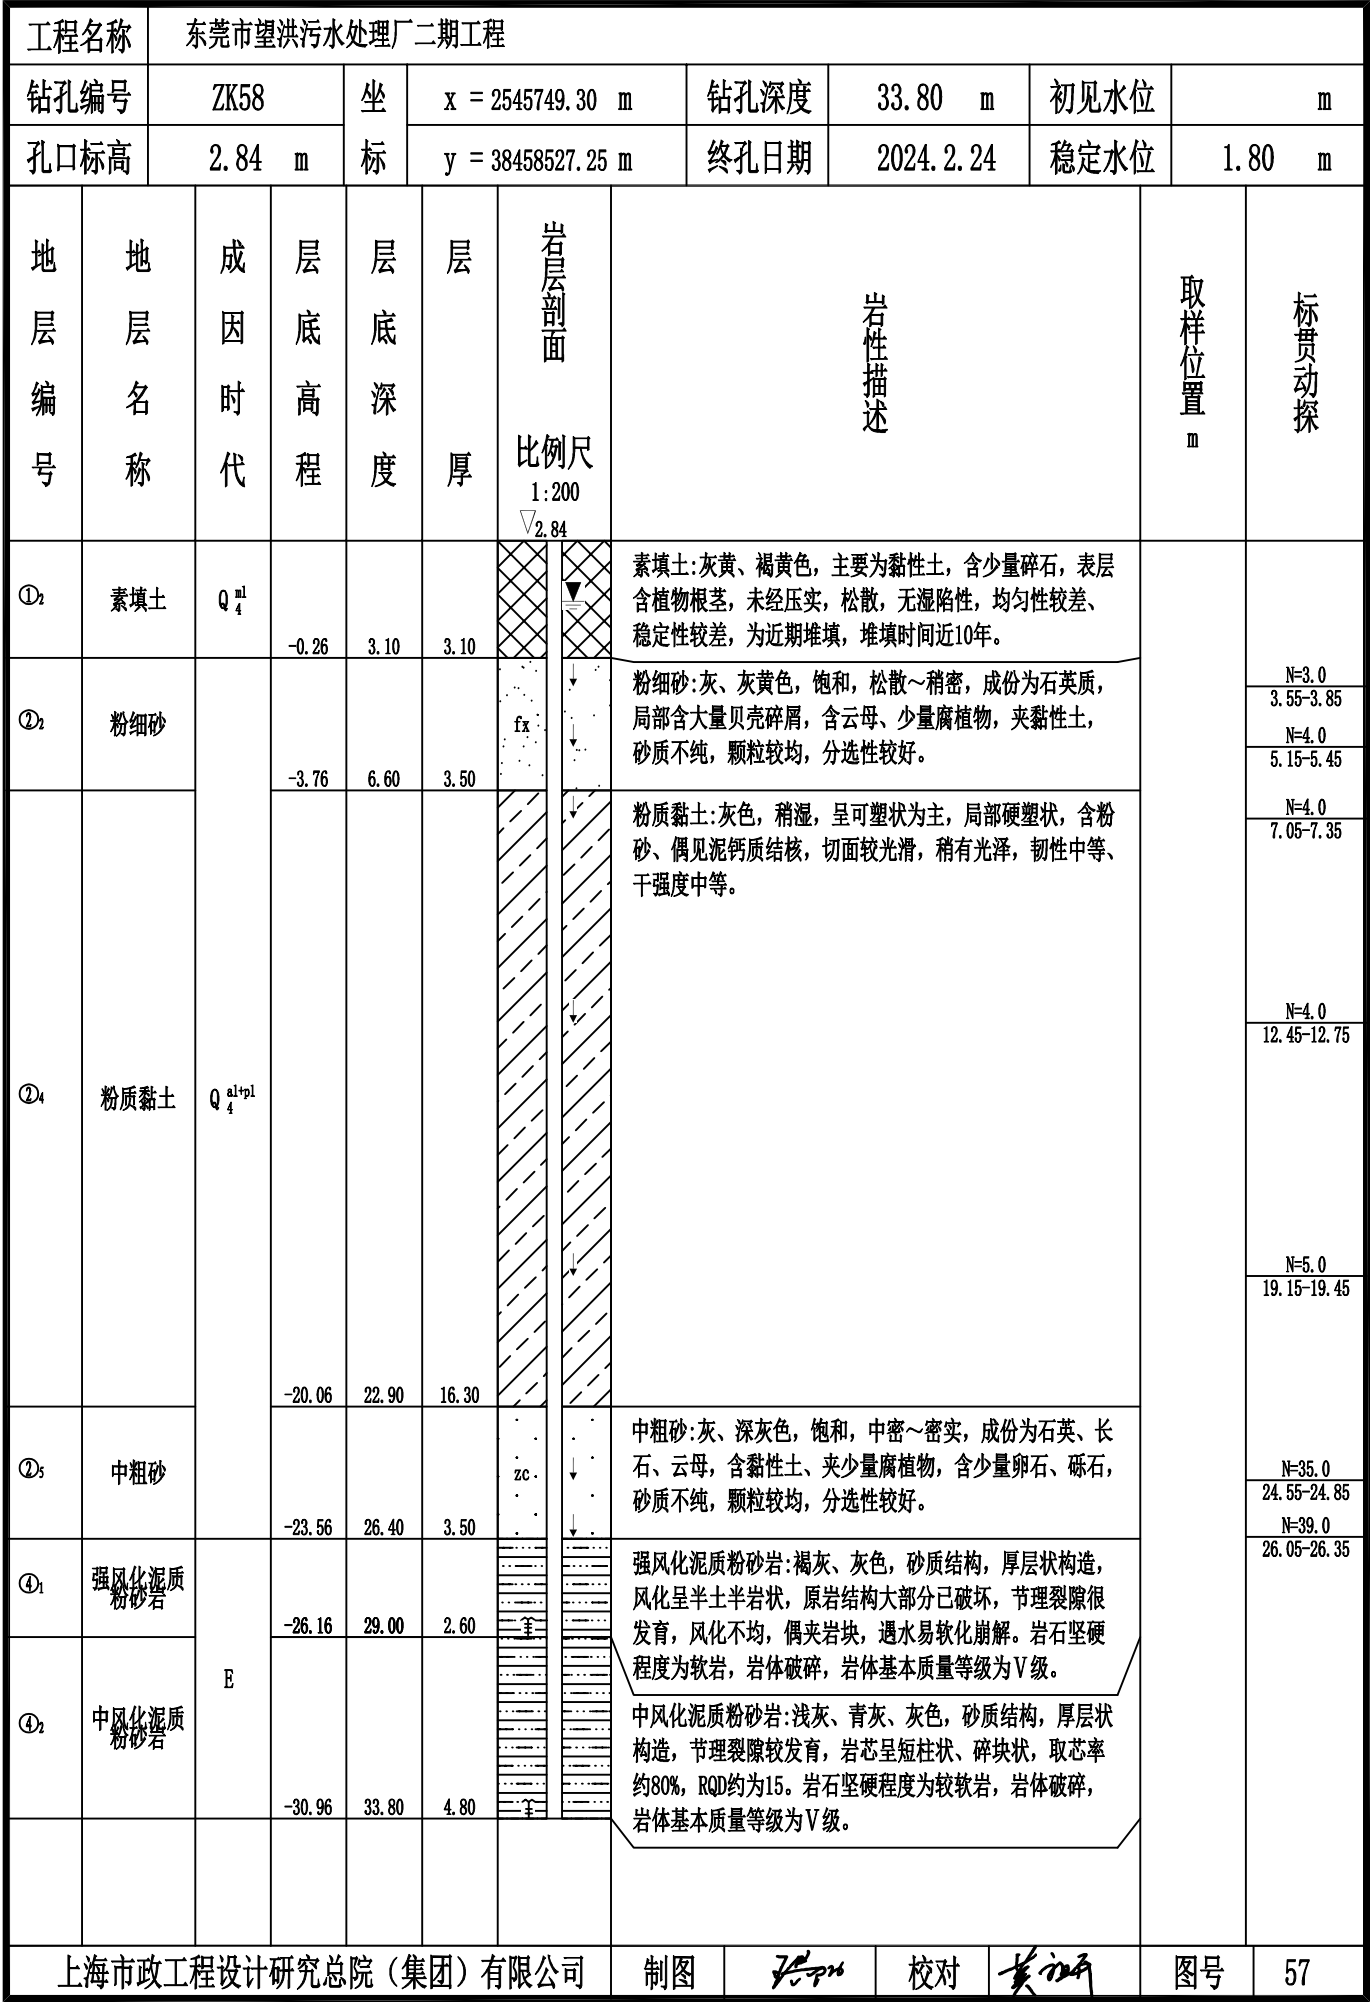 工程名称 东莞市望洪污水处理厂二期工程
钻孔编号 ZK58 坐标 x = 2545749.30 m 钻孔深度 33.80 m 初见水位 m
孔口标高 2.84 m y = 38458527.25 m 终孔日期 2024.2.24 稳定水位 1.80 m
地层编号 地层名称 成因时代 层底高程 层底深度 层厚 岩层剖面 比例尺 1:200 岩性描述 取样位置 m 标贯动探
2.84
①2 素填土 Q4ml -0.26 3.10 3.10
素填土:灰黄、褐黄色，主要为黏性土，含少量碎石，表层
含植物根茎，未经压实，松散，无湿陷性，均匀性较差、
稳定性较差，为近期堆填，堆填时间近10年。
②2 粉细砂 -3.76 6.60 3.50 fx
粉细砂:灰、灰黄色，饱和，松散～稍密，成份为石英质，
局部含大量贝壳碎屑，含云母、少量腐植物，夹黏性土，
砂质不纯，颗粒较均，分选性较好。
N=3.0
3.55-3.85
N=4.0
5.15-5.45
②4 粉质黏土 Q4al+pl -20.06 22.90 16.30
粉质黏土:灰色，稍湿，呈可塑状为主，局部硬塑状，含粉
砂、偶见泥钙质结核，切面较光滑，稍有光泽，韧性中等、
干强度中等。
N=4.0
7.05-7.35
N=4.0
12.45-12.75
N=5.0
19.15-19.45
②5 中粗砂 -23.56 26.40 3.50 zc
中粗砂:灰、深灰色，饱和，中密～密实，成份为石英、长
石、云母，含黏性土、夹少量腐植物，含少量卵石、砾石，
砂质不纯，颗粒较均，分选性较好。
N=35.0
24.55-24.85
N=39.0
26.05-26.35
④1 强风化泥质
粉砂岩 E -26.16 29.00 2.60
强风化泥质粉砂岩:褐灰、灰色，砂质结构，厚层状构造，
风化呈半土半岩状，原岩结构大部分已破坏，节理裂隙很
发育，风化不均，偶夹岩块，遇水易软化崩解。岩石坚硬
程度为软岩，岩体破碎，岩体基本质量等级为Ⅴ级。
④2 中风化泥质
粉砂岩 -30.96 33.80 4.80
中风化泥质粉砂岩:浅灰、青灰、灰色，砂质结构，厚层状
构造，节理裂隙较发育，岩芯呈短柱状、碎块状，取芯率
约80%，RQD约为15。岩石坚硬程度为较软岩，岩体破碎，
岩体基本质量等级为Ⅴ级。
上海市政工程设计研究总院（集团）有限公司 制图 校对 图号 57